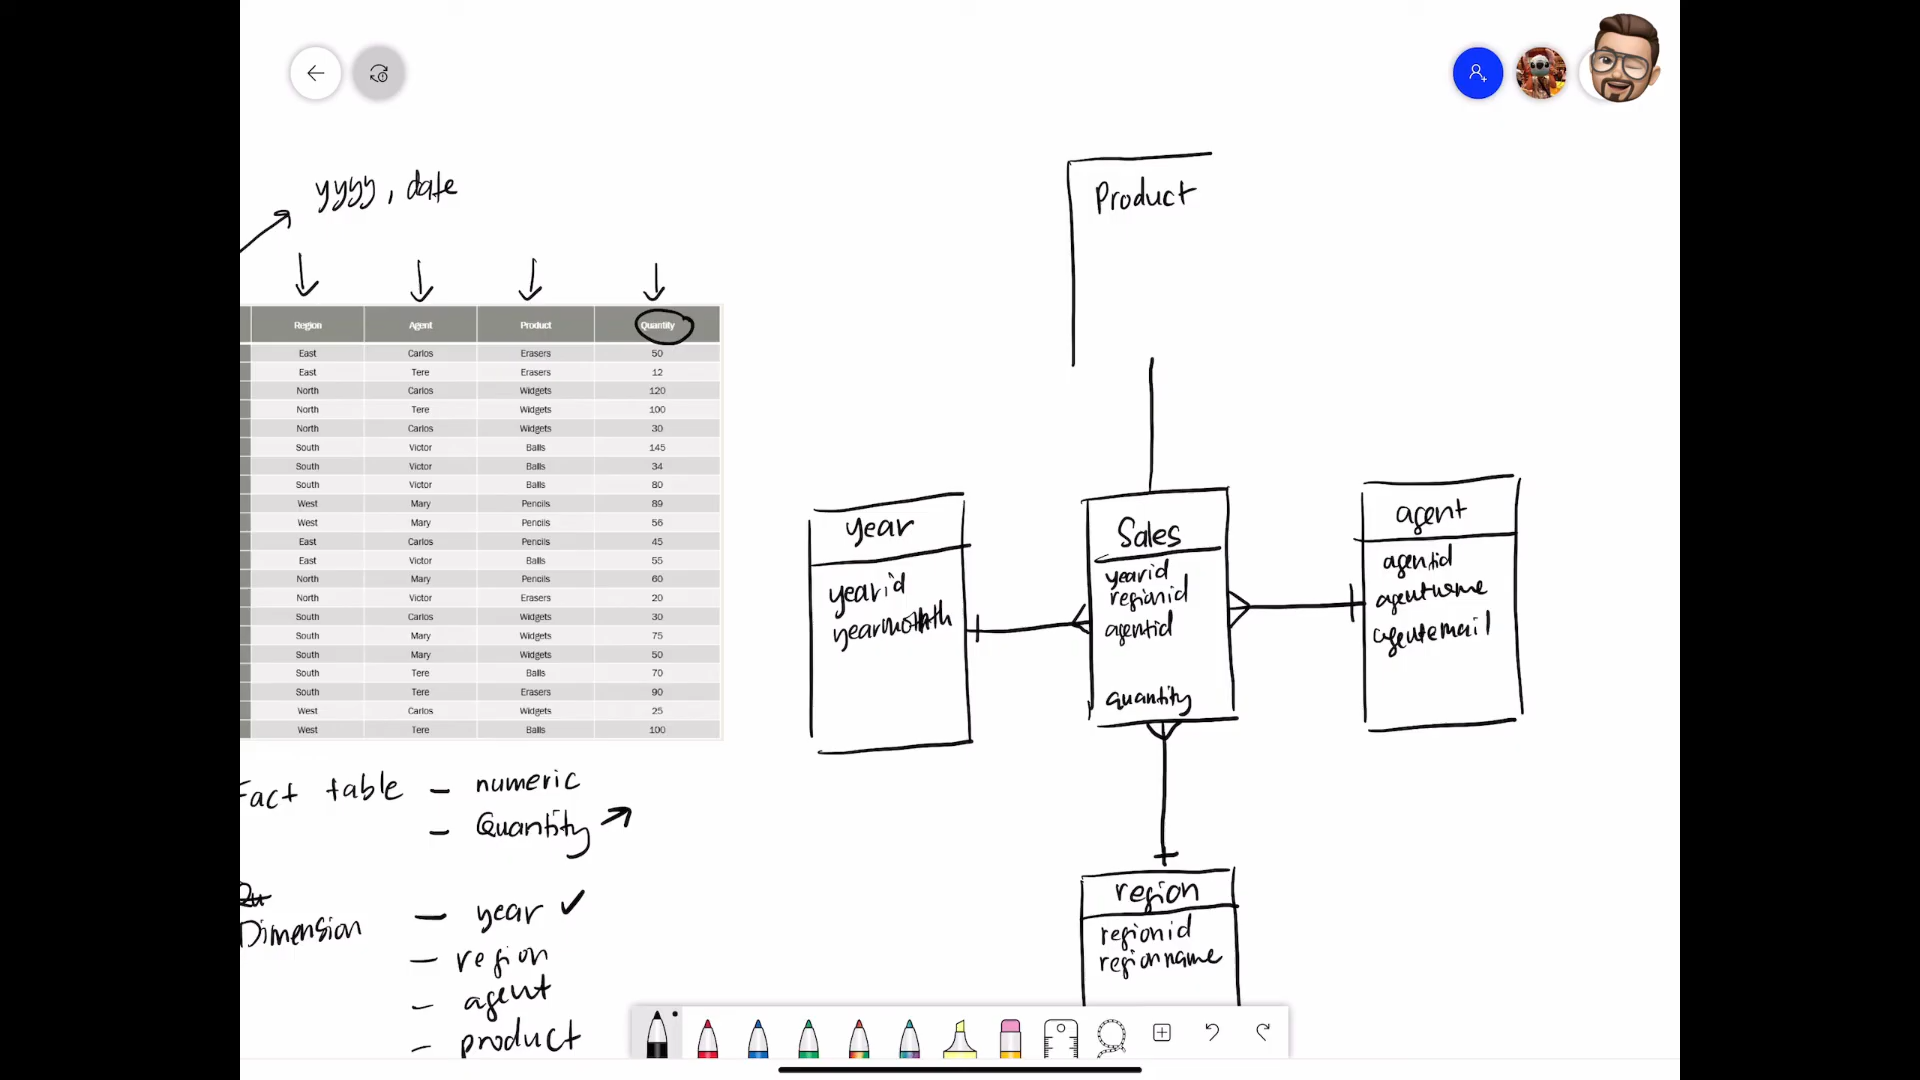 yyyy, date
Region Agent Product Quantity
East Carlos Erasers 50
East Tere Erasers 12
North Carlos Widgets 120
North Tere Widgets 100
North Carlos Widgets 30
South Victor Balls 145
South Victor Balls 34
South Victor Balls 80
West Mary Pencils 89
West Mary Pencils 56
East Carlos Pencils 45
East Victor Balls 55
North Mary Pencils 60
North Victor Erasers 20
South Carlos Widgets 30
South Mary Widgets 75
South Mary Widgets 50
South Tere Balls 70
South Tere Erasers 90
West Carlos Widgets 25
West Tere Balls 100
Fact table – numeric
– Quantity
Dimension – year ✓
– region
– agent
– product
Product
year
yearid
yearmonth
Sales
yearid
regionid
agentid
quantity
agent
agentid
agentname
agentemail
region
regionid
regionname